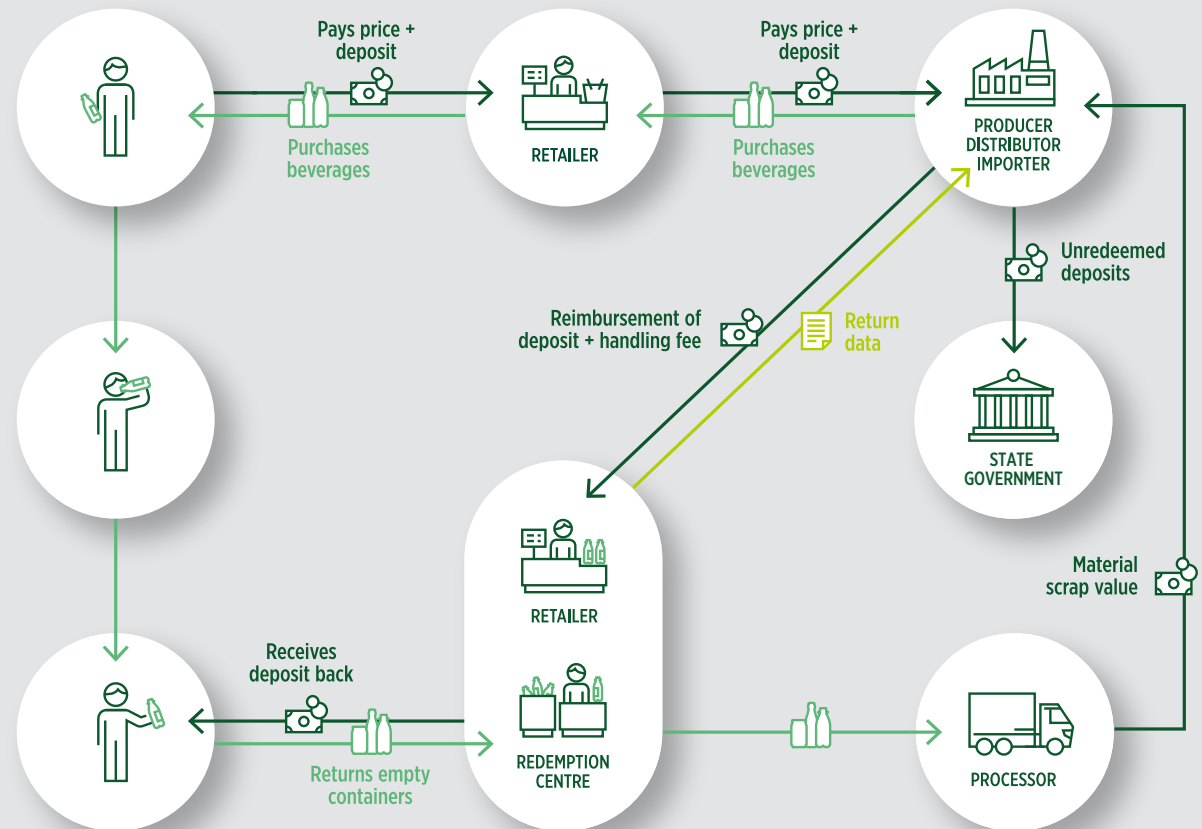 Pays price +
deposit
Pays price +
deposit
RETAILER
PRODUCER
DISTRIBUTOR
IMPORTER
Purchases
beverages
Purchases
beverages
Unredeemed
deposits
Reimbursement of
deposit + handling fee
Return
data
STATE
GOVERNMENT
Material
scrap value
RETAILER
Receives
deposit back
REDEMPTION
CENTRE
Returns empty
containers
PROCESSOR